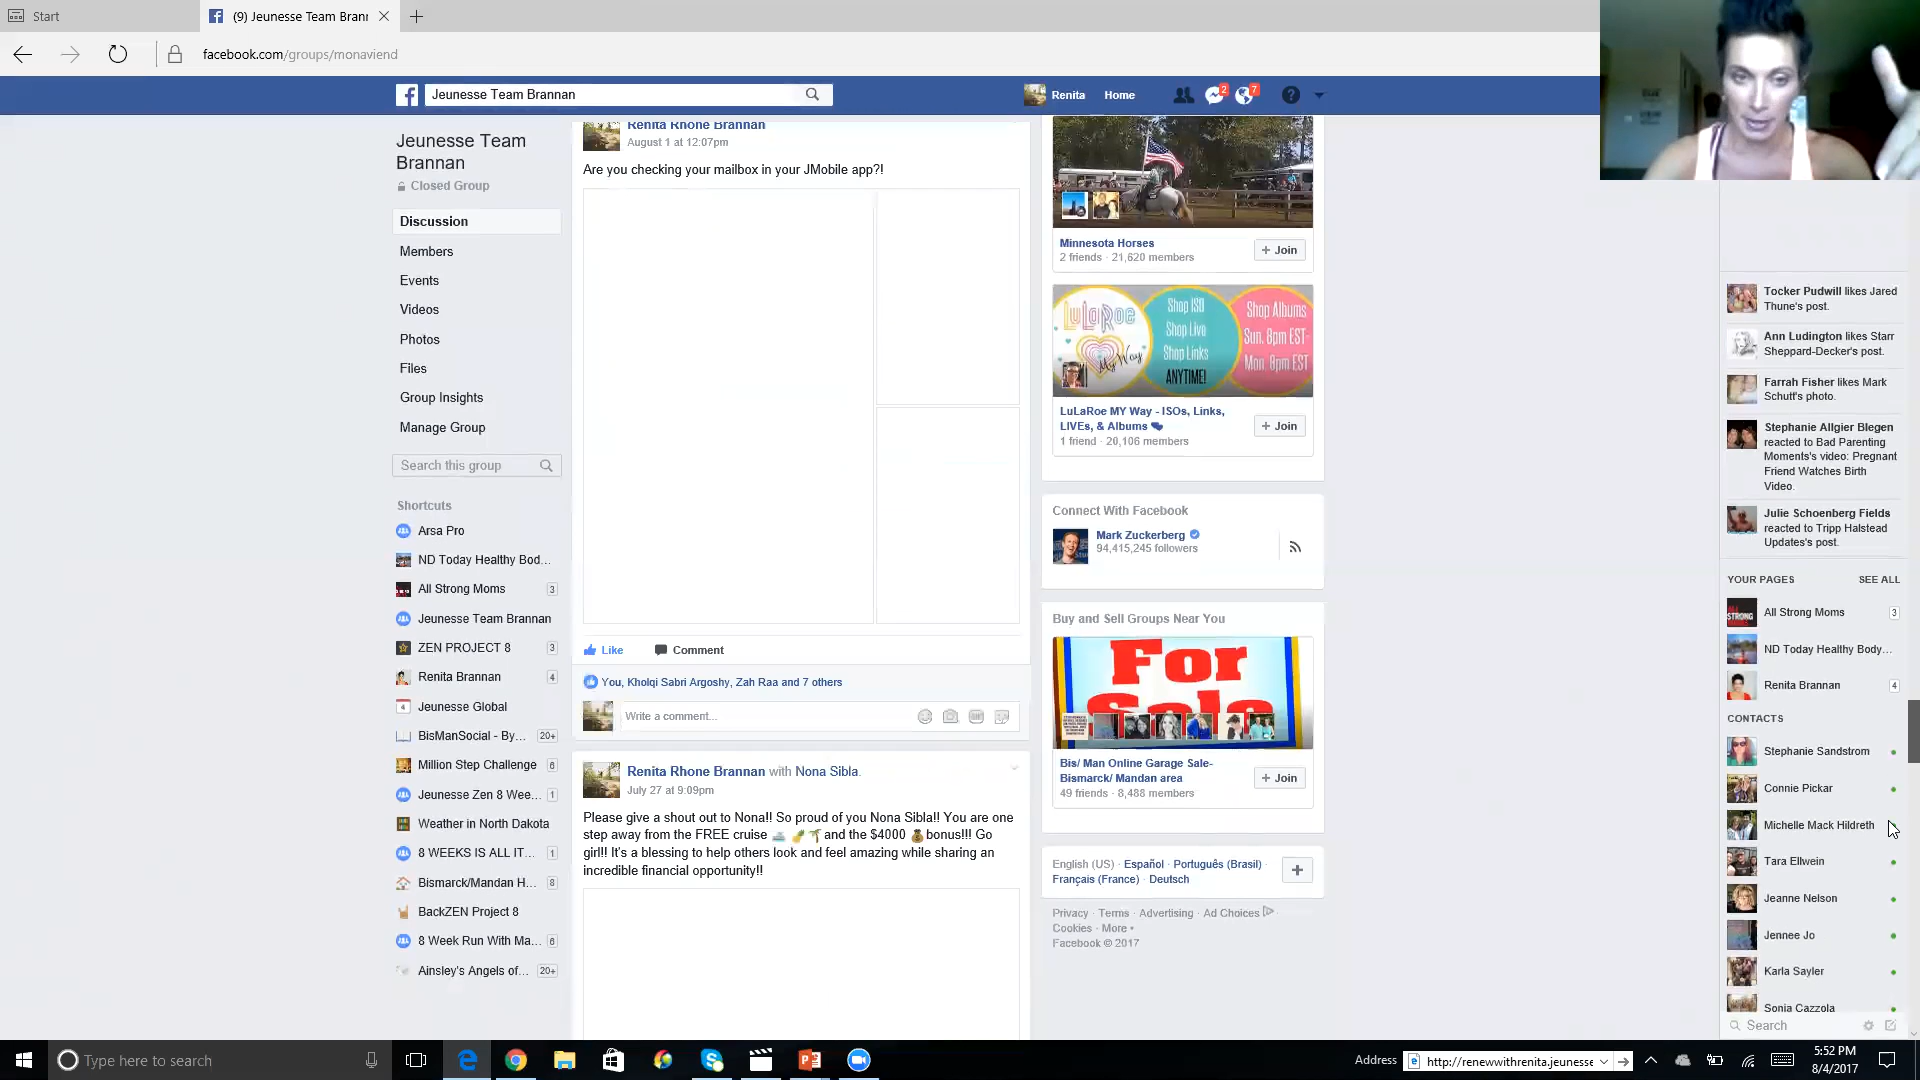 Start
(9) Jeunesse Team Brann
facebook.com/groups/monaviend
Jeunesse Team Brannan
Renita
Home
2
7
Jeunesse Team
Brannan
Closed Group
Discussion
Members
Events
Videos
Photos
Files
Group Insights
Manage Group
Search this group
Shortcuts
Arsa Pro
ND Today Healthy Bod...
All Strong Moms 3
Jeunesse Team Brannan
ZEN PROJECT 8 3
Renita Brannan 4
Jeunesse Global
BisManSocial - By... 20+
Million Step Challenge 6
Jeunesse Zen 8 Wee... 1
Weather in North Dakota
8 WEEKS IS ALL IT... 1
Bismarck/Mandan H... 8
BackZEN Project 8
8 Week Run With Ma... 6
Ainsley's Angels of... 20+
Renita Rhone Brannan
August 1 at 12:07pm
Are you checking your mailbox in your JMobile app?!
Like Comment
You, Kholqi Sabri Argoshy, Zah Raa and 7 others
Write a comment...
Renita Rhone Brannan with Nona Sibla.
July 27 at 9:09pm
Please give a shout out to Nona!! So proud of you Nona Sibla!! You are one
step away from the FREE cruise 🚢 🍍🌴and the $4000 💰bonus!!! Go
girl!! It's a blessing to help others look and feel amazing while sharing an
incredible financial opportunity!!
Minnesota Horses
2 friends · 21,620 members
+ Join
LuLaRoe
My Way
Shop ISO
Shop Live
Shop Links
ANYTIME!
Shop Albums
Sun. 8pm EST-
Mon. 8pm EST
LuLaRoe MY Way - ISOs, Links,
LIVEs, & Albums
1 friend · 20,106 members
+ Join
Connect With Facebook
Mark Zuckerberg
94,415,245 followers
Buy and Sell Groups Near You
For
Sale
Bis/ Man Online Garage Sale-
Bismarck/ Mandan area
49 friends · 8,488 members
+ Join
English (US) · Español · Português (Brasil) ·
Français (France) · Deutsch
Privacy · Terms · Advertising · Ad Choices
Cookies · More
Facebook © 2017
Tocker Pudwill likes Jared
Thune's post.
Ann Ludington likes Starr
Sheppard-Decker's post.
Farrah Fisher likes Mark
Schutt's photo.
Stephanie Allgier Blegen
reacted to Bad Parenting
Moments's video: Pregnant
Friend Watches Birth
Video.
Julie Schoenberg Fields
reacted to Tripp Halstead
Updates's post.
YOUR PAGES SEE ALL
All Strong Moms 3
ND Today Healthy Body...
Renita Brannan 4
CONTACTS
Stephanie Sandstrom
Connie Pickar
Michelle Mack Hildreth
Tara Ellwein
Jeanne Nelson
Jennee Jo
Karla Sayler
Sonia Cazzola
Search
Type here to search
Address
http://renewwithrenita.jeunesse
5:52 PM
8/4/2017